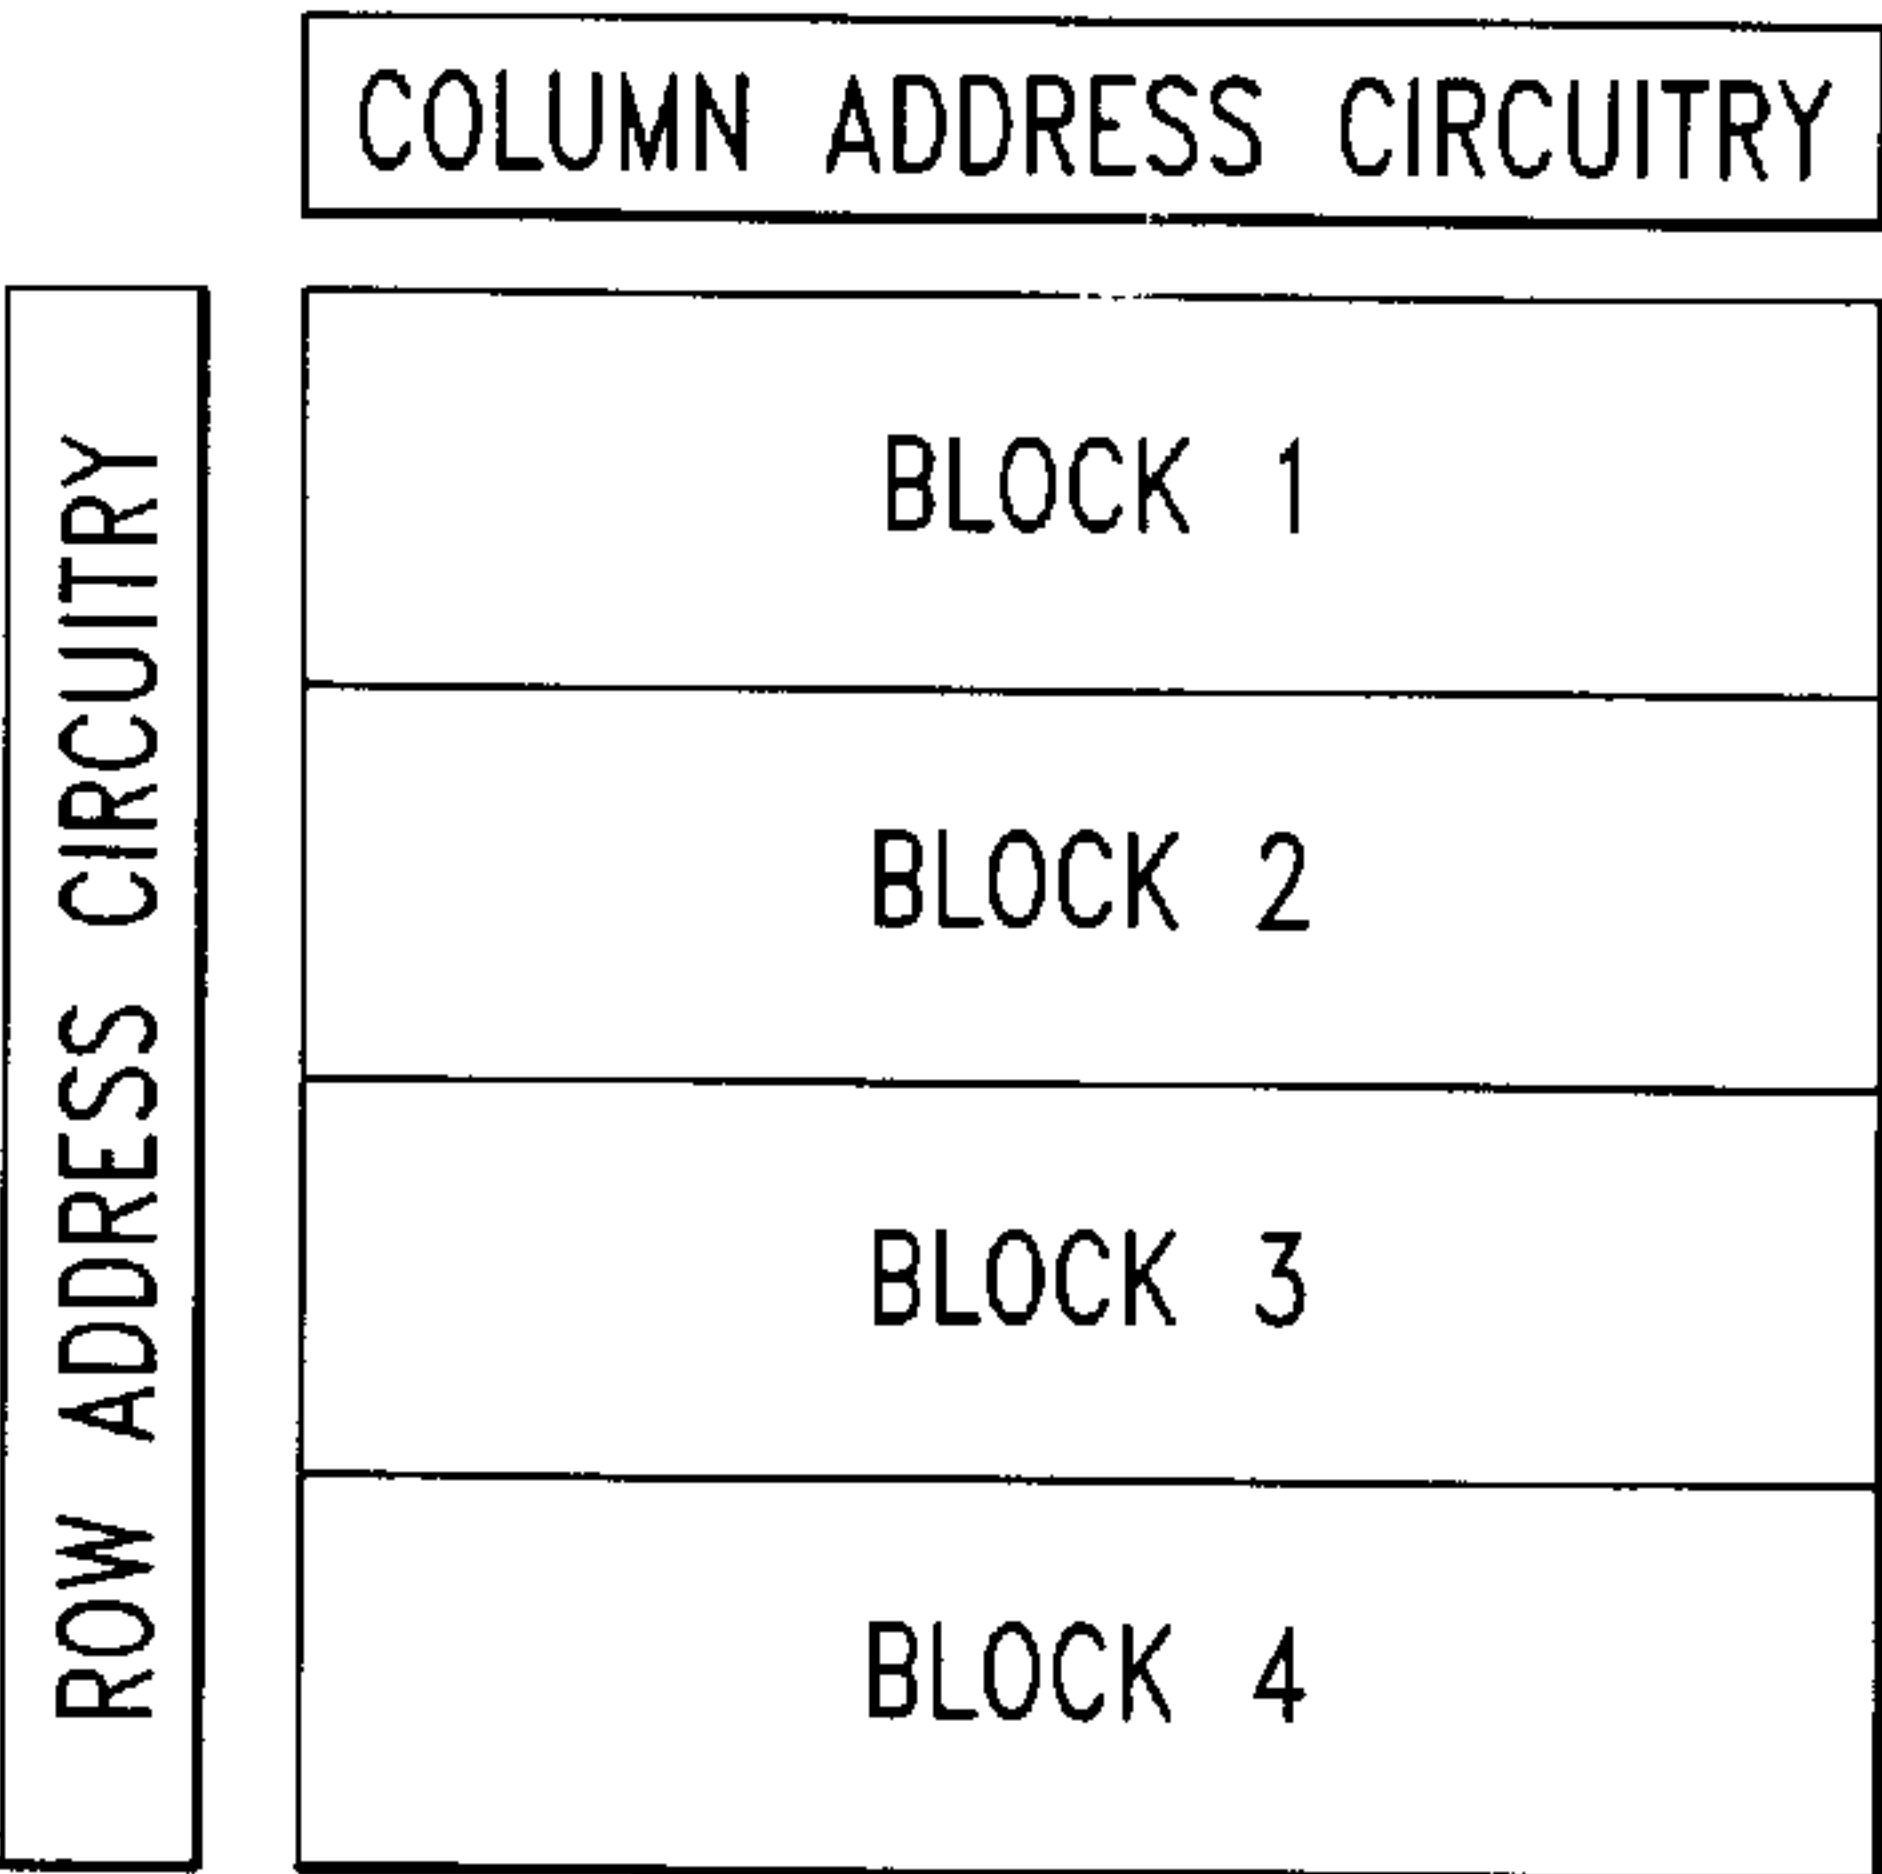 COLUMN ADDRESS CIRCUITRY
ROW ADDRESS CIRCUITRY
BLOCK 1
BLOCK 2
BLOCK 3
BLOCK 4